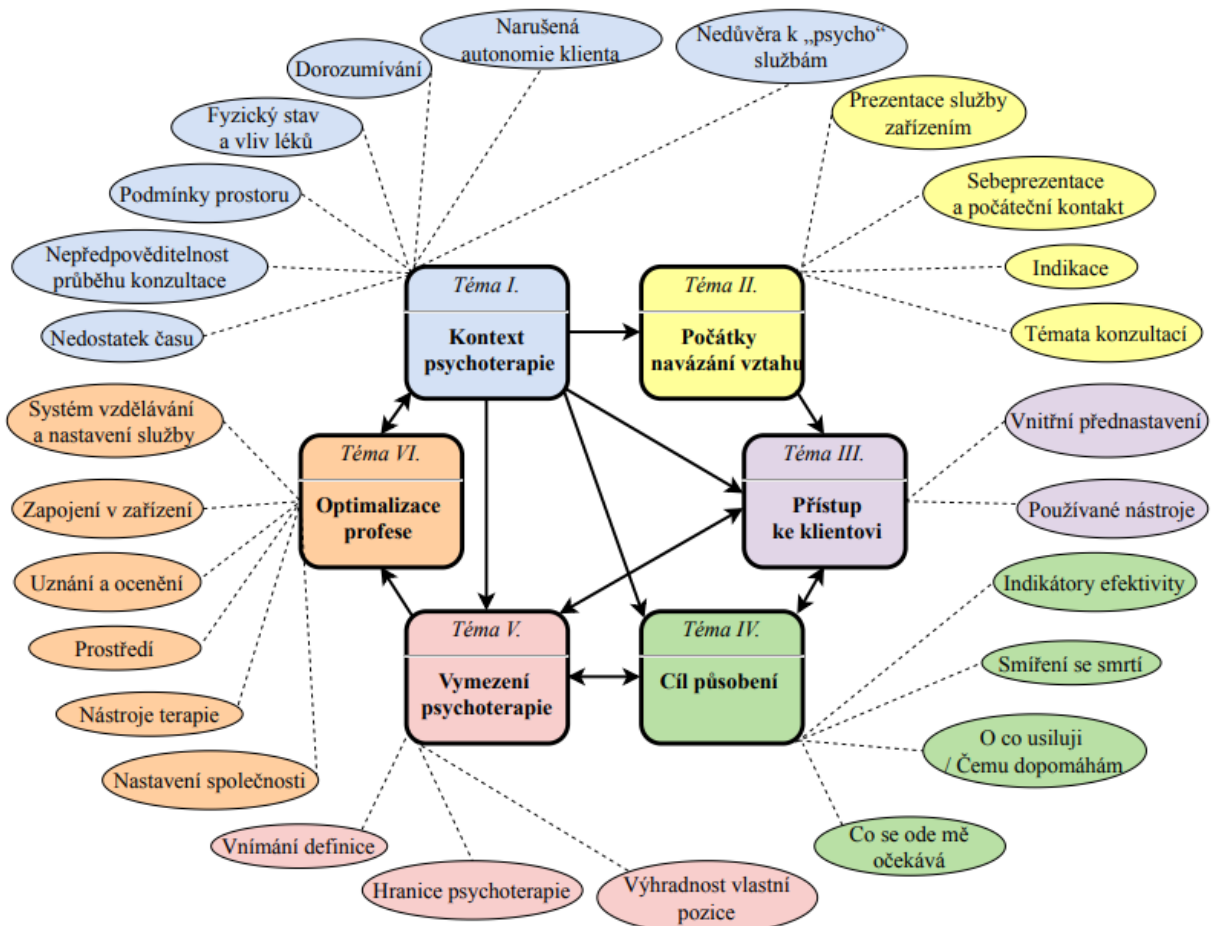 Narušená
autonomie klienta
Nedůvěra k „psycho“
službám
Dorozumívání
Fyzický stav
a vliv léků
Podmínky prostoru
Nepředpověditelnost
průběhu konzultace
Nedostatek času
Prezentace služby
zařízením
Sebeprezentace
a počáteční kontakt
Indikace
Témata konzultací
Téma I.
Kontext
psychoterapie
Téma II.
Počátky
navázání vztahu
Systém vzdělávání
a nastavení služby
Zapojení v zařízení
Uznání a ocenění
Prostředí
Nástroje terapie
Nastavení společnosti
Téma VI.
Optimalizace
profese
Téma III.
Přístup
ke klientovi
Vnitřní přednastavení
Používané nástroje
Téma V.
Vymezení
psychoterapie
Téma IV.
Cíl působení
Indikátory efektivity
Smíření se smrtí
O co usiluji
/ Čemu dopomáhám
Co se ode mě
očekává
Vnímání definice
Hranice psychoterapie
Výhradnost vlastní
pozice